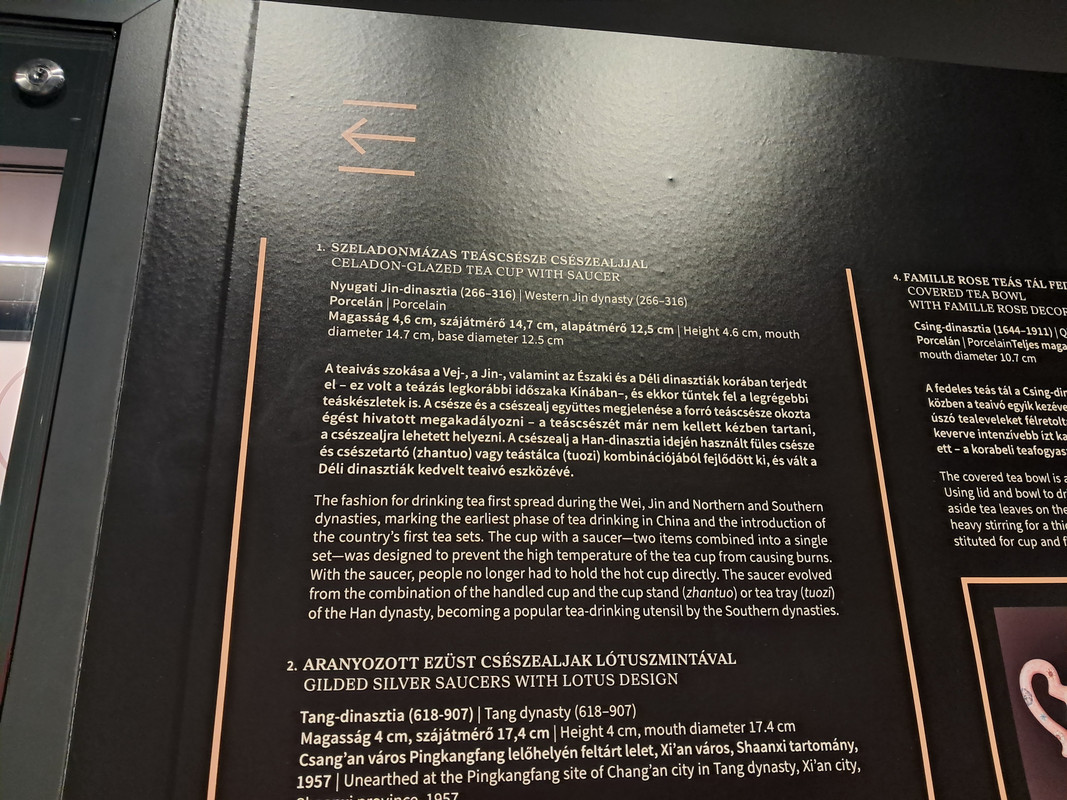 1. SZELADONMÁZAS TEÁSCSÉSZE CSÉSZEALJJAL
CELADON-GLAZED TEA CUP WITH SAUCER
Nyugati Jin-dinasztia (266–316) | Western Jin dynasty (266–316)
Porcelán | Porcelain
Magasság 4,6 cm, szájátmérő 14,7 cm, alapátmérő 12,5 cm | Height 4.6 cm, mouth
diameter 14.7 cm, base diameter 12.5 cm
A teaivás szokása a Vej-, a Jin-, valamint az Északi és a Déli dinasztiák korában terjedt
el – ez volt a teázás legkorábbi időszaka Kínában–, és ekkor tűntek fel a legrégebbi
teáskészletek is. A csésze és a csészealj együttes megjelenése a forró teáscsésze okozta
égést hivatott megakadályozni – a teáscsészét már nem kellett kézben tartani,
a csészealjra lehetett helyezni. A csészealj a Han-dinasztia idején használt füles csésze
és csészetartó (zhantuo) vagy teástálca (tuozi) kombinációjából fejlődött ki, és vált a
Déli dinasztiák kedvelt teaivó eszközévé.
The fashion for drinking tea first spread during the Wei, Jin and Northern and Southern
dynasties, marking the earliest phase of tea drinking in China and the introduction of
the country's first tea sets. The cup with a saucer—two items combined into a single
set—was designed to prevent the high temperature of the tea cup from causing burns.
With the saucer, people no longer had to hold the hot cup directly. The saucer evolved
from the combination of the handled cup and the cup stand (zhantuo) or tea tray (tuozi)
of the Han dynasty, becoming a popular tea-drinking utensil by the Southern dynasties.
2. ARANYOZOTT EZÜST CSÉSZEALJAK LÓTUSZMINTÁVAL
GILDED SILVER SAUCERS WITH LOTUS DESIGN
Tang-dinasztia (618-907) | Tang dynasty (618–907)
Magasság 4 cm, szájátmérő 17,4 cm | Height 4 cm, mouth diameter 17.4 cm
Csang'an város Pingkangfang lelőhelyén feltárt lelet, Xi'an város, Shaanxi tartomány,
1957 | Unearthed at the Pingkangfang site of Chang'an city in Tang dynasty, Xi'an city,
province, 1957
4. FAMILLE ROSE TEÁS TÁL
COVERED TEA BOWL
WITH FAMILLE ROSE
Csing-dinasztia (1644–1911) |
Porcelán | PorcelainTeljes
mouth diameter 10.7 cm
A fedeles teás tál a
közben a teaivó egyik
úszó tealeveleket
keverve intenzívebb ízt
ett – a korabeli
The covered tea bowl is
Using lid and bowl to
aside tea leaves on the
heavy stirring for a
stituted for cup and